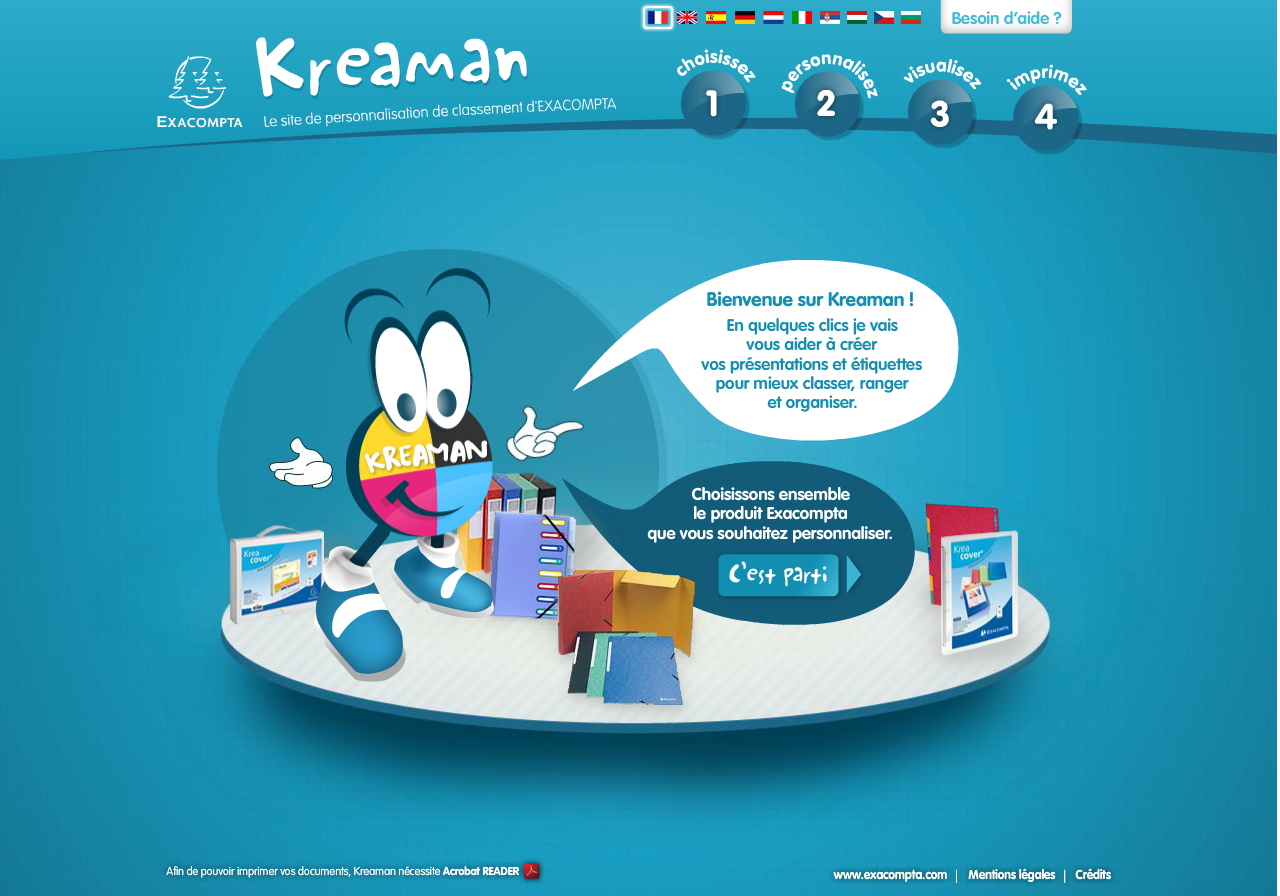 Besoin d'aide ?
Kreaman
EXACOMPTA
Le site de personnalisation de classement d'EXACOMPTA
choisissez
1
personnalisez
2
visualisez
3
imprimez
4
Bienvenue sur Kreaman !
En quelques clics je vais
vous aider à créer
vos présentations et étiquettes
pour mieux classer, ranger
et organiser.
KREAMAN
Choisissons ensemble
le produit Exacompta
que vous souhaitez personnaliser.
C'est parti
Krea
cover
Krea
cover
EXACOMPTA
Afin de pouvoir imprimer vos documents, Kreaman nécessite Acrobat READER
www.exacompta.com | Mentions légales | Crédits